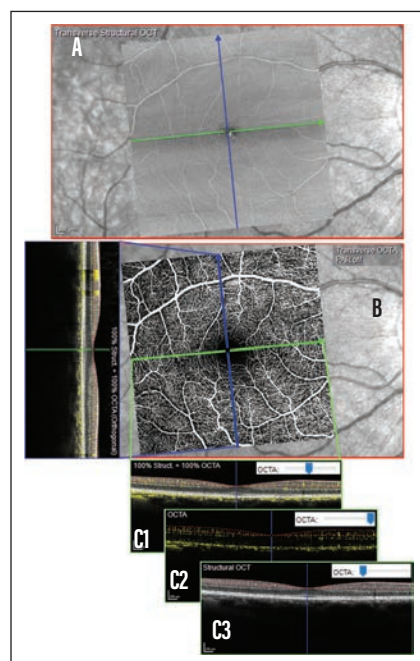 Transverse Structural OCT
A
Transverse OCTA
B
100% Struct. + 100% OCTA (Orthogonal)
100% Struct. + 100% OCTA
OCTA:
C1
OCTA
OCTA:
C2
Structural OCT
OCTA:
C3